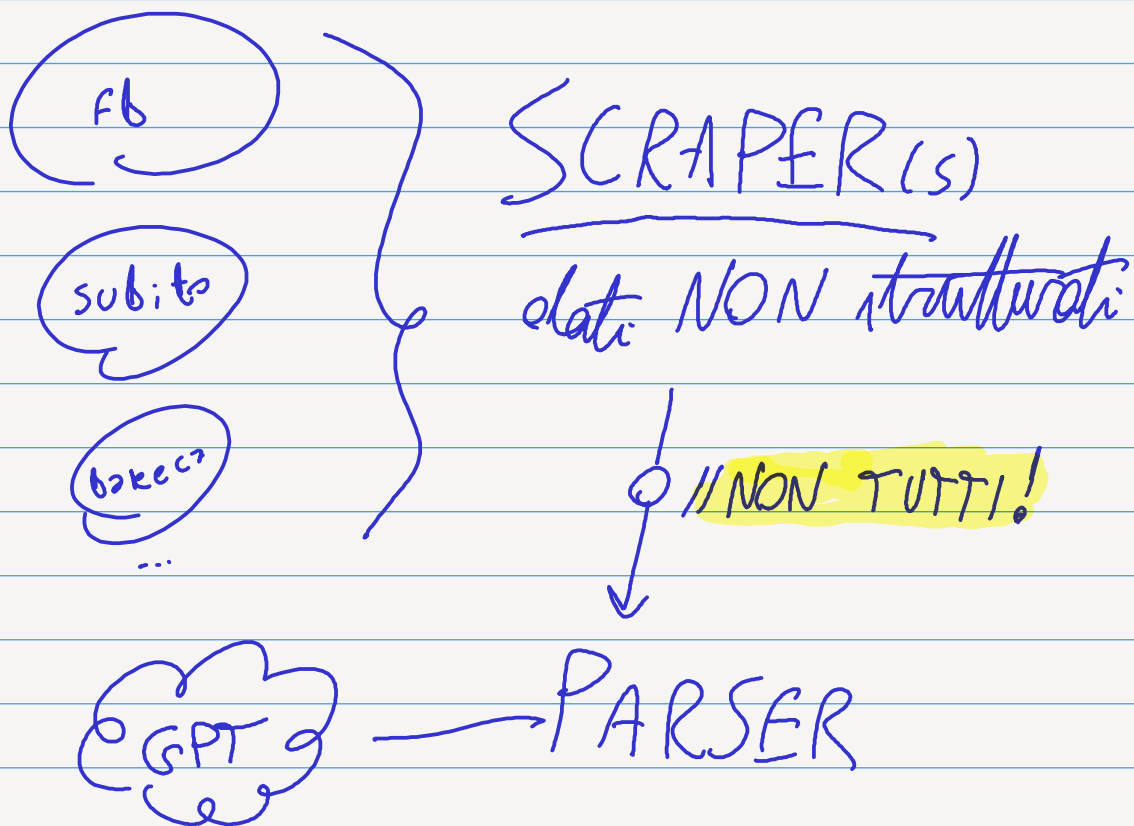 fb
SCRAPER(s)
subito
dati NON strutturati
bakeca
//NON TUTTI!
...
GPT
PARSER